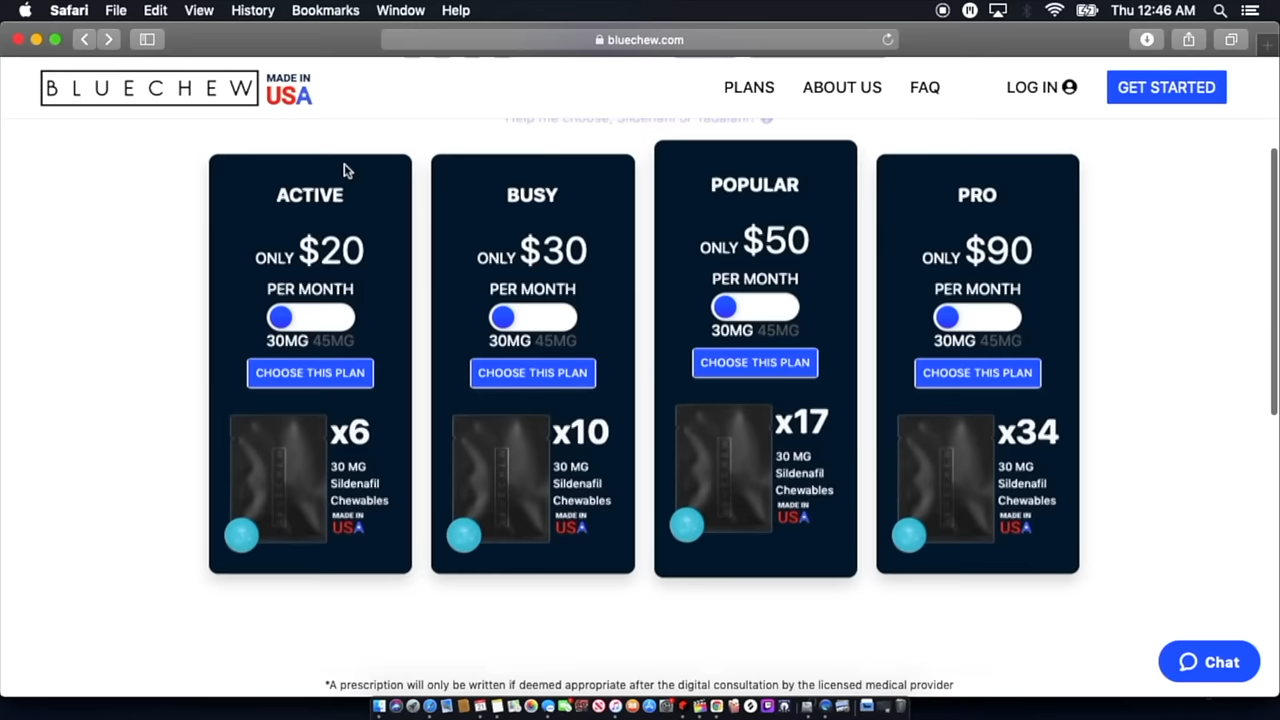 Safari File Edit View History Bookmarks Window Help Thu 12:46 AM
bluechew.com
BLUECHEW MADE IN USA PLANS ABOUT US FAQ LOG IN GET STARTED
Help me choose, Sildenafil or Tadalafil?
ACTIVE
ONLY $20
PER MONTH
30MG 45MG
CHOOSE THIS PLAN
x6
30 MG
Sildenafil
Chewables
MADE IN
USA
BUSY
ONLY $30
PER MONTH
30MG 45MG
CHOOSE THIS PLAN
x10
30 MG
Sildenafil
Chewables
MADE IN
USA
POPULAR
ONLY $50
PER MONTH
30MG 45MG
CHOOSE THIS PLAN
x17
30 MG
Sildenafil
Chewables
MADE IN
USA
PRO
ONLY $90
PER MONTH
30MG 45MG
CHOOSE THIS PLAN
x34
30 MG
Sildenafil
Chewables
MADE IN
USA
Chat
*A prescription will only be written if deemed appropriate after the digital consultation by the licensed medical provider